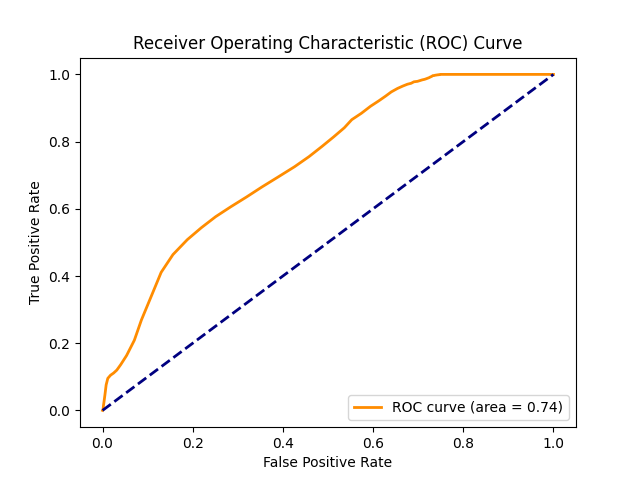 Receiver Operating Characteristic (ROC) Curve
True Positive Rate
1.0
0.8
0.6
0.4
0.2
0.0
ROC curve (area = 0.74)
0.0 0.2 0.4 0.6 0.8 1.0
False Positive Rate